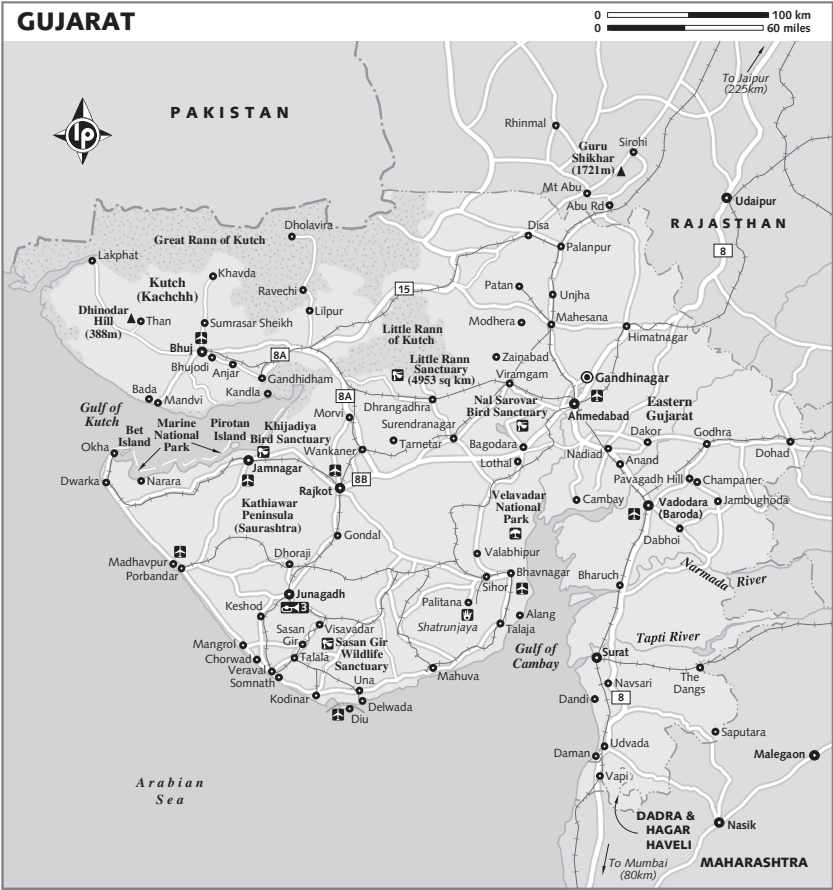 GUJARAT
0 100 km
0 60 miles
To Jaipur
(225km)
PAKISTAN
lp
Rhinmal
Sirohi
Guru
Shikhar
(1721m)
Mt Abu
Abu Rd
Udaipur
RAJASTHAN
8
Dholavira
Great Rann of Kutch
Disa
Palanpur
Lakphat
Khavda
Kutch
(Kachchh)
Ravechi
15
Patan
Unjha
Dhinodar
Hill
(388m)
Than
Lilpur
Sumrasar Sheikh
Modhera
Mahesana
Himatnagar
Little Rann
of Kutch
Bhuj
8A
Zainabad
Little Rann
Sanctuary
(4953 sq km)
Bhujodi
Anjar
Gandhidham
Viramgam
Gandhinagar
Kandla
8A
Bada
Mandvi
Dhrangadhra
Nal Sarovar
Bird Sanctuary
Ahmedabad
Eastern
Gujarat
Gulf of
Kutch
Marine
National
Park
Pirotan
Island
Khijadiya
Bird Sanctuary
Morvi
Surendranagar
Bet
Island
Okha
Wankaner
Tarnetar
Bagodara
Dakor
Godhra
Dohad
Jamnagar
Nadiad
Anand
Lothal
Dwarka
Narara
8B
Rajkot
Pavagadh Hill
Champaner
Kathiawar
Peninsula
(Saurashtra)
Velavadar
National
Park
Cambay
Vadodara
(Baroda)
Jambughoda
Gondal
Dabhoi
Madhavpur
Porbandar
Dhoraji
Valabhipur
Bhavnagar
Sihor
Bharuch
Narmada River
Junagadh
3
Keshod
Palitana
Shatrunjaya
Alang
Talaja
Sasan
Gir
Visavadar
Mangrol
Sasan Gir
Wildlife
Sanctuary
Gulf of
Cambay
Tapti River
Chorwad
Talala
Surat
Veraval
Somnath
Mahuva
The
Dangs
Una
Navsari
Kodinar
Delwada
Dandi
8
Diu
Saputara
Udvada
Daman
Malegaon
Vapi
Arabian
Sea
DADRA &
HAGAR
HAVELI
Nasik
To Mumbai
(80km)
MAHARASHTRA